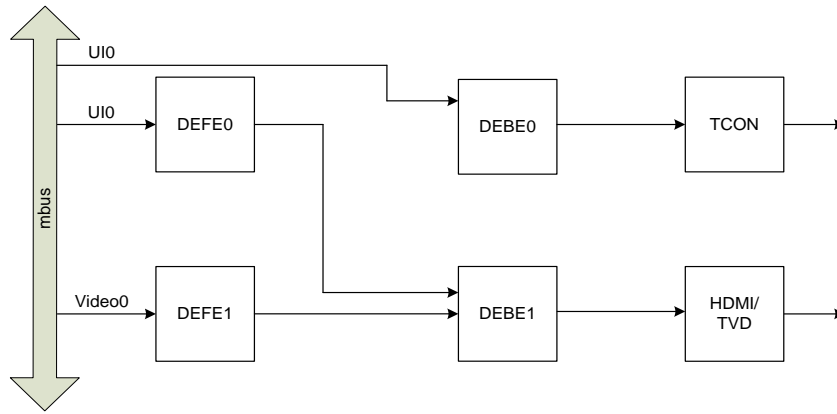 UI0
UI0
DEFE0
DEBE0
TCON
mbus
Video0
DEFE1
DEBE1
HDMI/
TVD